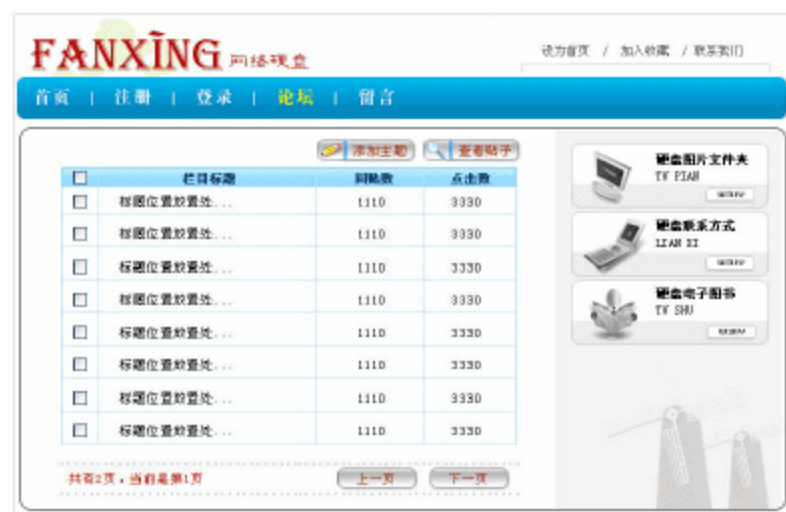 FANXING 网络硬盘
设为首页 / 加入收藏 / 联系我们
首页 | 注册 | 登录 | 论坛 | 留言
添加主题 查看贴子
栏目标题 回贴数 点击数
标题位置放置处... 1110 3330
标题位置放置处... 1110 3330
标题位置放置处... 1110 3330
标题位置放置处... 1110 3330
标题位置放置处... 1110 3330
标题位置放置处... 1110 3330
标题位置放置处... 1110 3330
标题位置放置处... 1110 3330
共有2页，当前是第1页 上一页 下一页
硬盘图片文件夹
TV PIAN
硬盘联系方式
LIAN XI
硬盘电子图书
TV SHU